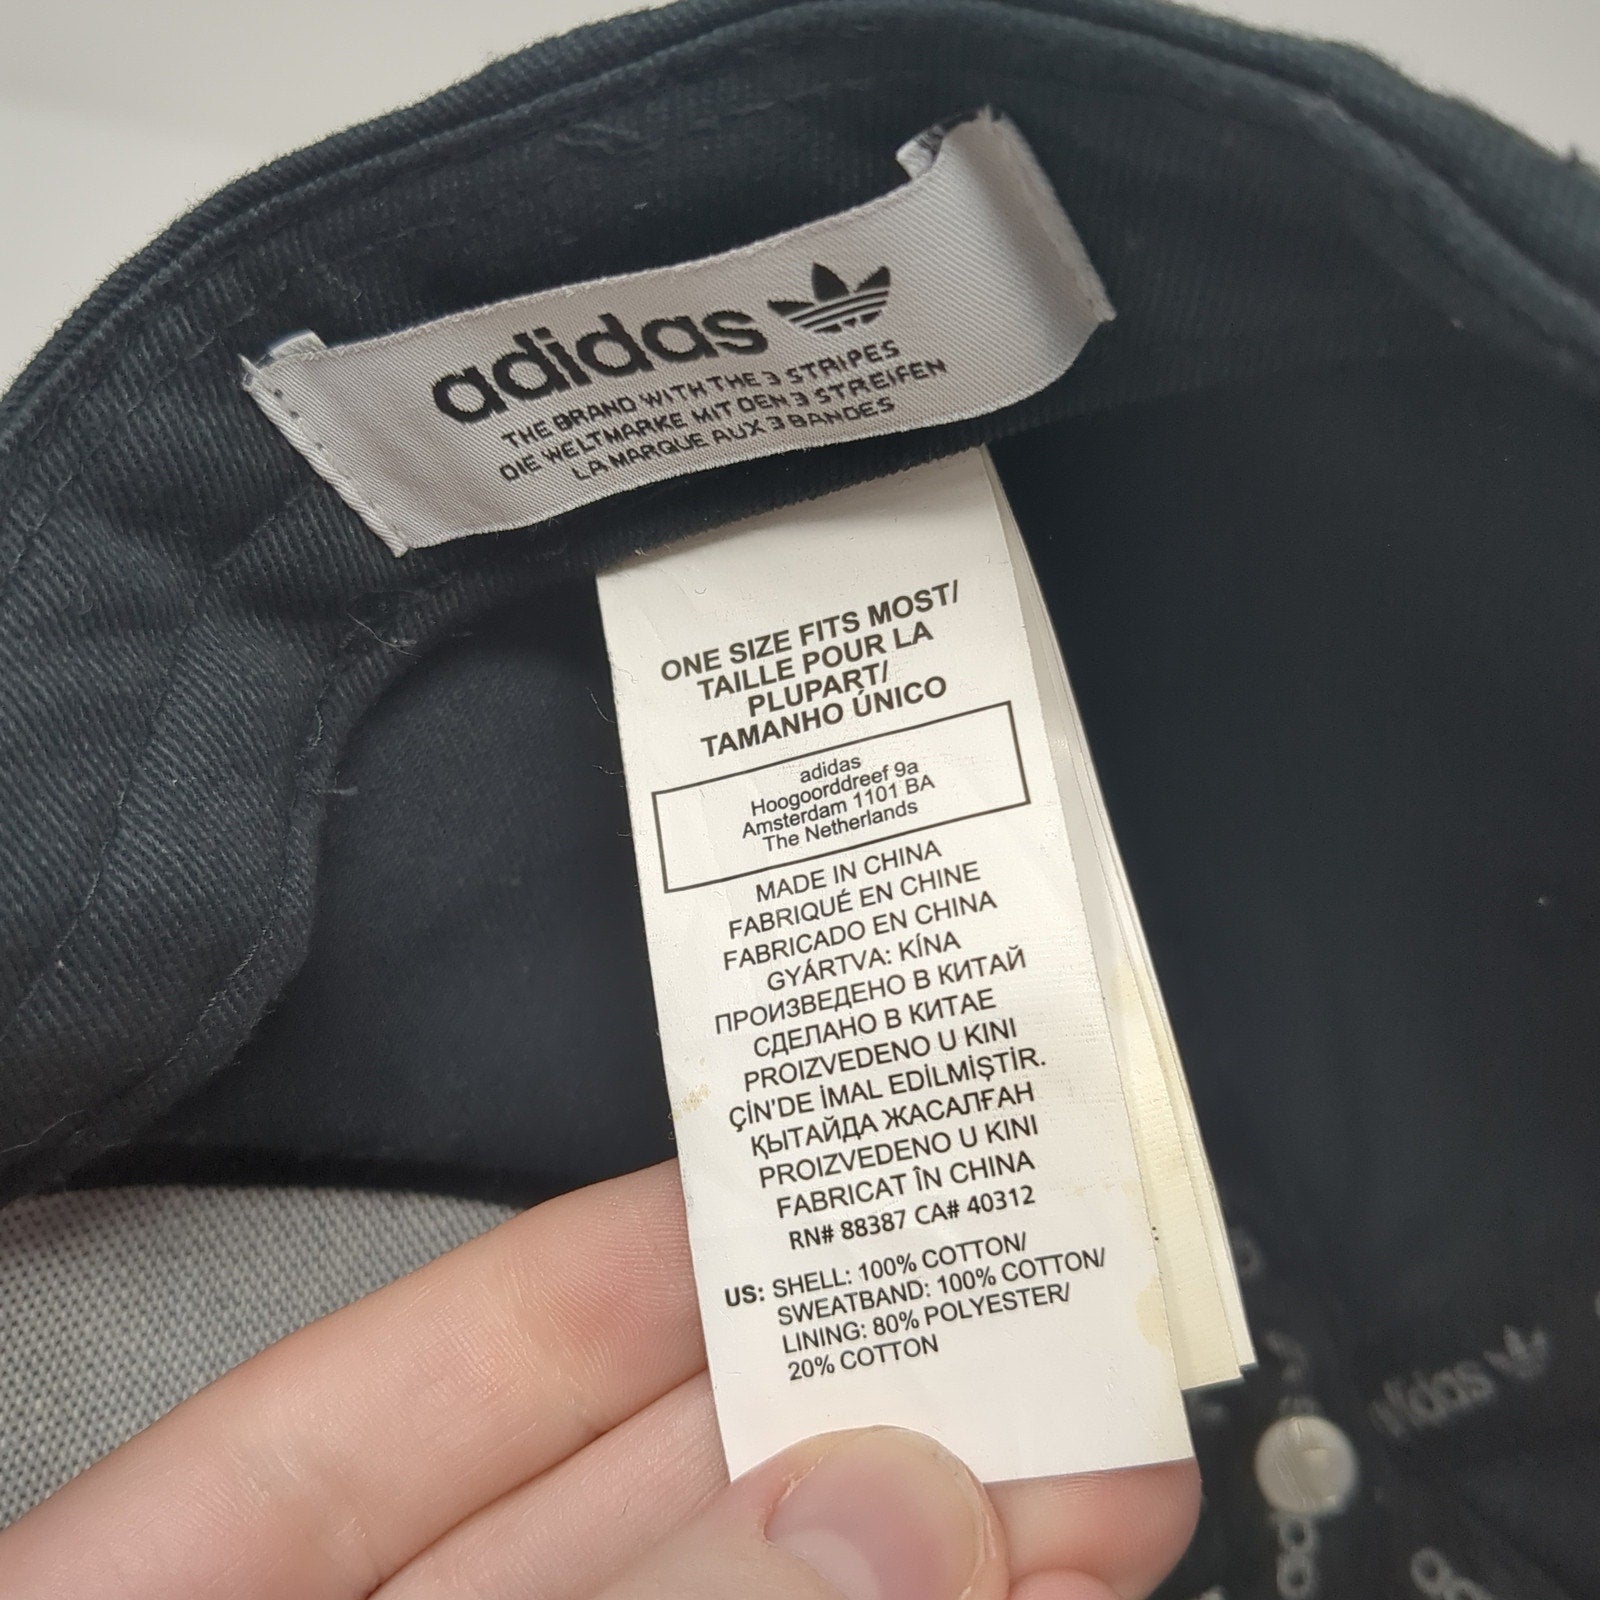 adidas
THE BRAND WITH THE 3 STRIPES
DIE WELTMARKE MIT DEN 3 STREIFEN
LA MARQUE AUX 3 BANDES
ONE SIZE FITS MOST/
TAILLE POUR LA
PLUPART/
TAMANHO ÚNICO
adidas
Hoogoorddreef 9a
Amsterdam 1101 BA
The Netherlands
MADE IN CHINA
FABRIQUÉ EN CHINE
FABRICADO EN CHINA
GYÁRTVA: KÍNA
ПРОИЗВЕДЕНО В КИТАЙ
СДЕЛАНО В КИТАЕ
PROIZVEDENO U KINI
ÇİN'DE İMAL EDİLMİŞTİR.
ҚЫТАЙДА ЖАСАЛҒАН
PROIZVEDENO U KINI
FABRICAT ÎN CHINA
RN# 88387 CA# 40312
US: SHELL: 100% COTTON/
SWEATBAND: 100% COTTON/
LINING: 80% POLYESTER/
20% COTTON
adidas